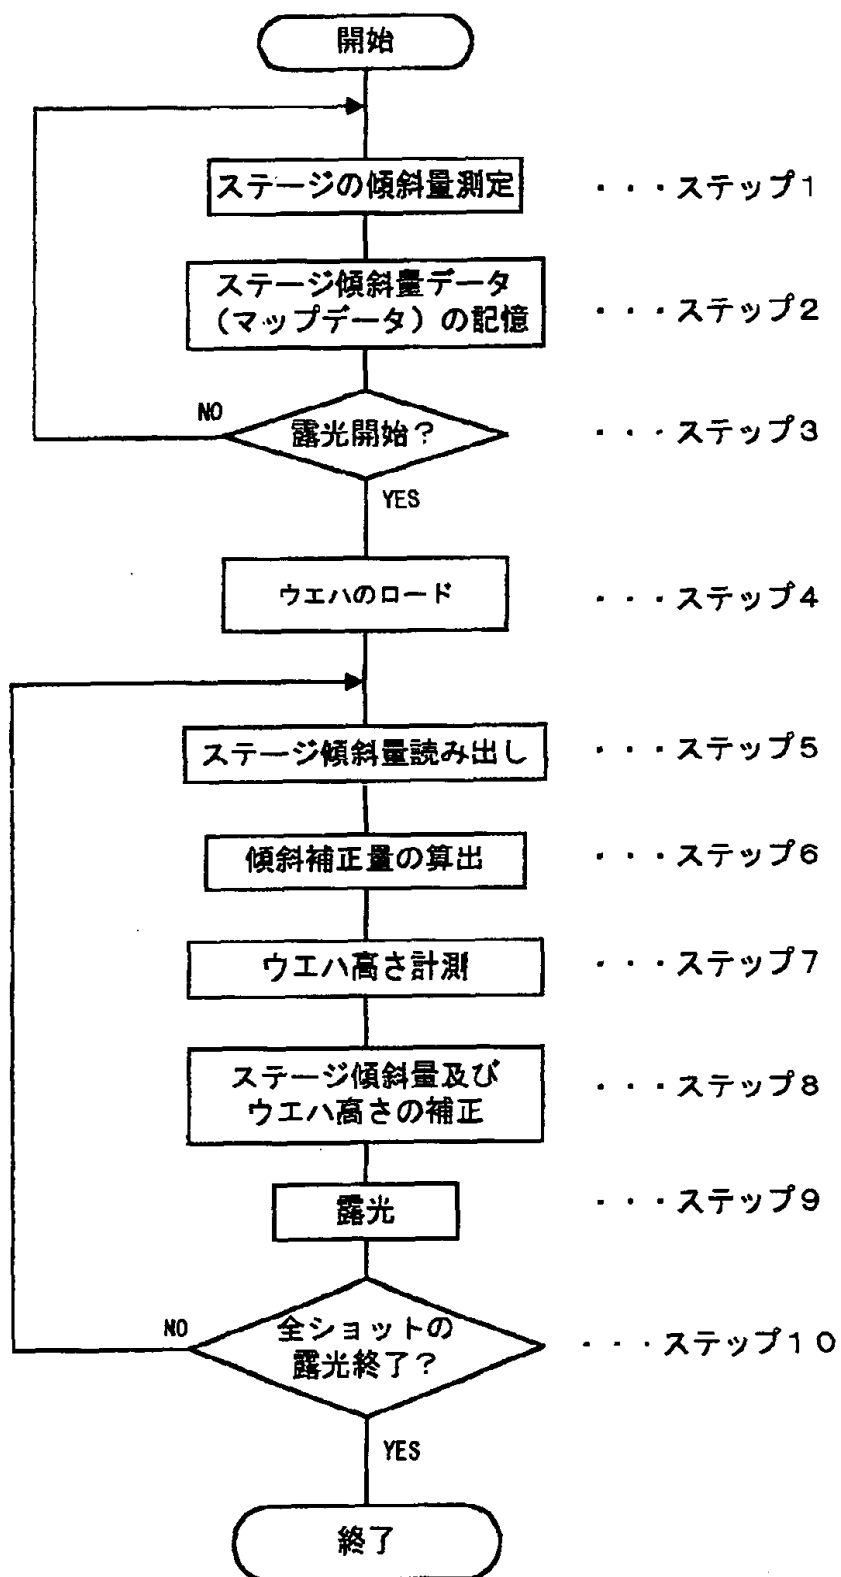 開始
ステージの傾斜量測定 ・・・ステップ1
ステージ傾斜量データ
(マップデータ)の記憶 ・・・ステップ2
NO 露光開始? ・・・ステップ3
YES
ウエハのロード ・・・ステップ4
ステージ傾斜量読み出し ・・・ステップ5
傾斜補正量の算出 ・・・ステップ6
ウエハ高さ計測 ・・・ステップ7
ステージ傾斜量及び
ウエハ高さの補正 ・・・ステップ8
露光 ・・・ステップ9
NO 全ショットの
露光終了? ・・・ステップ10
YES
終了